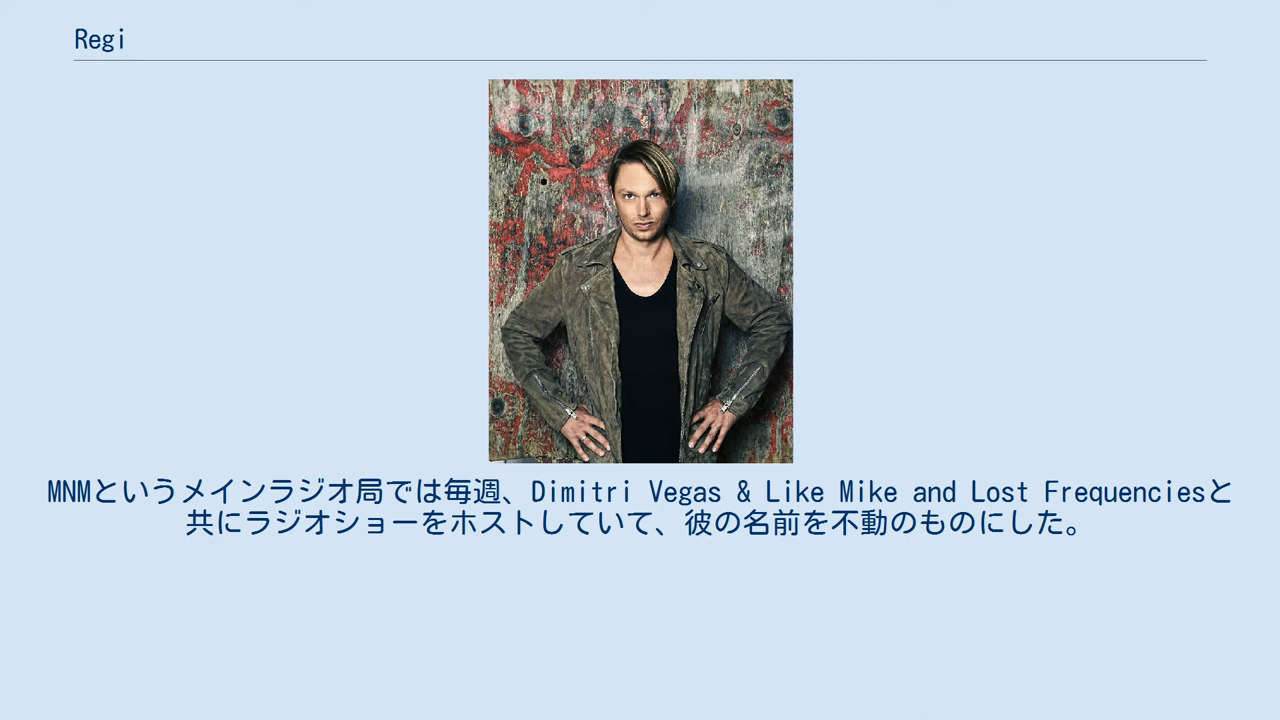 Regi
MNMというメインラジオ局では毎週、Dimitri Vegas & Like Mike and Lost Frequenciesと
共にラジオショーをホストしていて、彼の名前を不動のものにした。